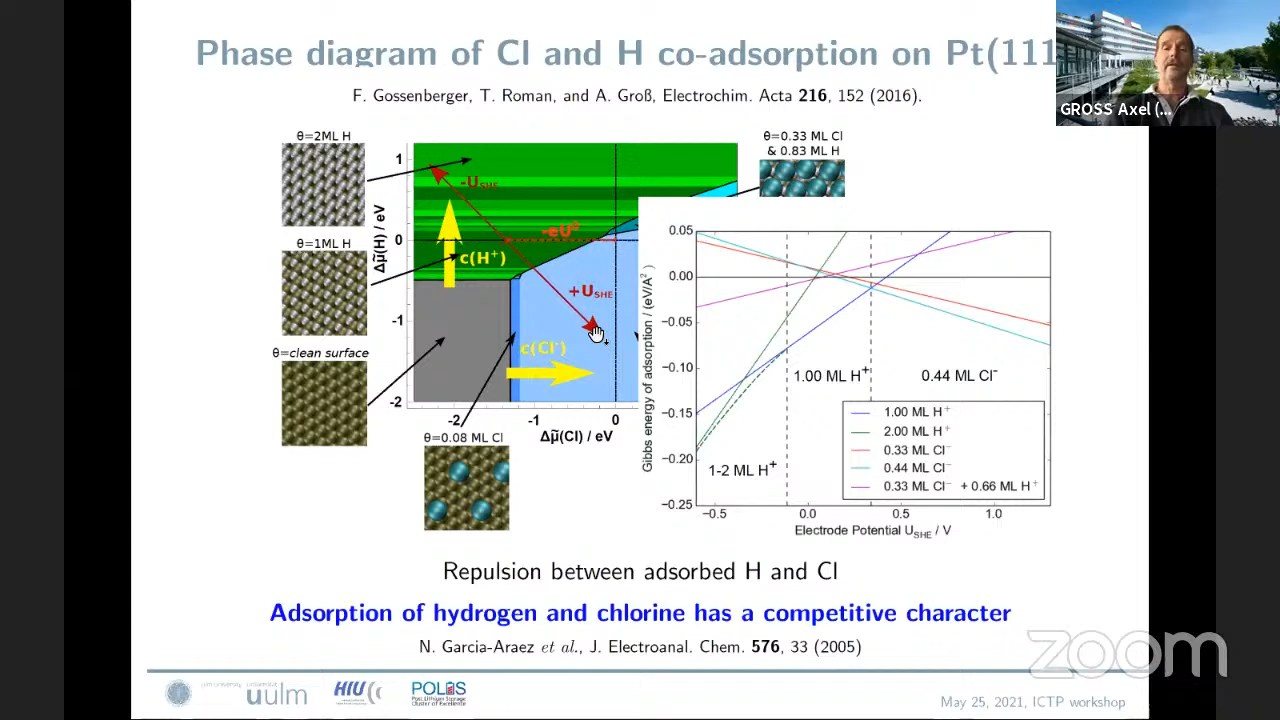 Phase diagram of Cl and H co-adsorption on Pt(111
GROSS Axel (...
F. Gossenberger, T. Roman, and A. Groß, Electrochim. Acta 216, 152 (2016).
θ=2ML H
θ=1ML H
θ=clean surface
θ=0.08 ML Cl
θ=0.33 ML Cl
& 0.83 ML H
1
0
-1
-2
Δμ̃(H) / eV
-2
-1
0
Δμ̃(Cl) / eV
-U_SHE
-eU⁰
c(H⁺)
+U_SHE
c(Cl⁻)
0.05
0.00
−0.05
−0.10
−0.15
−0.20
−0.25
Gibbs energy of adsorption / (eV/A²)
1.00 ML H⁺
0.44 ML Cl⁻
1-2 ML H⁺
1.00 ML H⁺
2.00 ML H⁺
0.33 ML Cl⁻
0.44 ML Cl⁻
0.33 ML Cl⁻ + 0.66 ML H⁺
−0.5
0.0
0.5
1.0
Electrode Potential U_SHE / V
Repulsion between adsorbed H and Cl
Adsorption of hydrogen and chlorine has a competitive character
N. Garcia-Araez et al., J. Electroanal. Chem. 576, 33 (2005)
zoom
uulm
HIU
POLiS
Cluster of Excellence
May 25, 2021, ICTP workshop